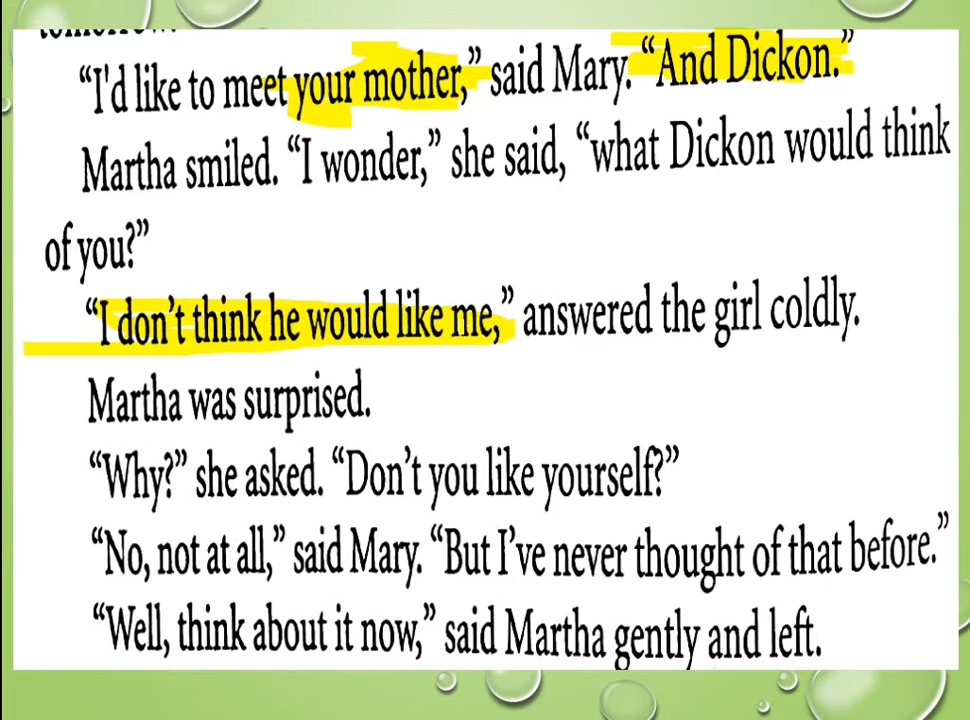 tomorrow.
“I'd like to meet your mother,” said Mary. “And Dickon.”
Martha smiled. “I wonder,” she said, “what Dickon would think
of you?”
“I don’t think he would like me,” answered the girl coldly.
Martha was surprised.
“Why?” she asked. “Don’t you like yourself?”
“No, not at all,” said Mary. “But I’ve never thought of that before.”
“Well, think about it now,” said Martha gently and left.